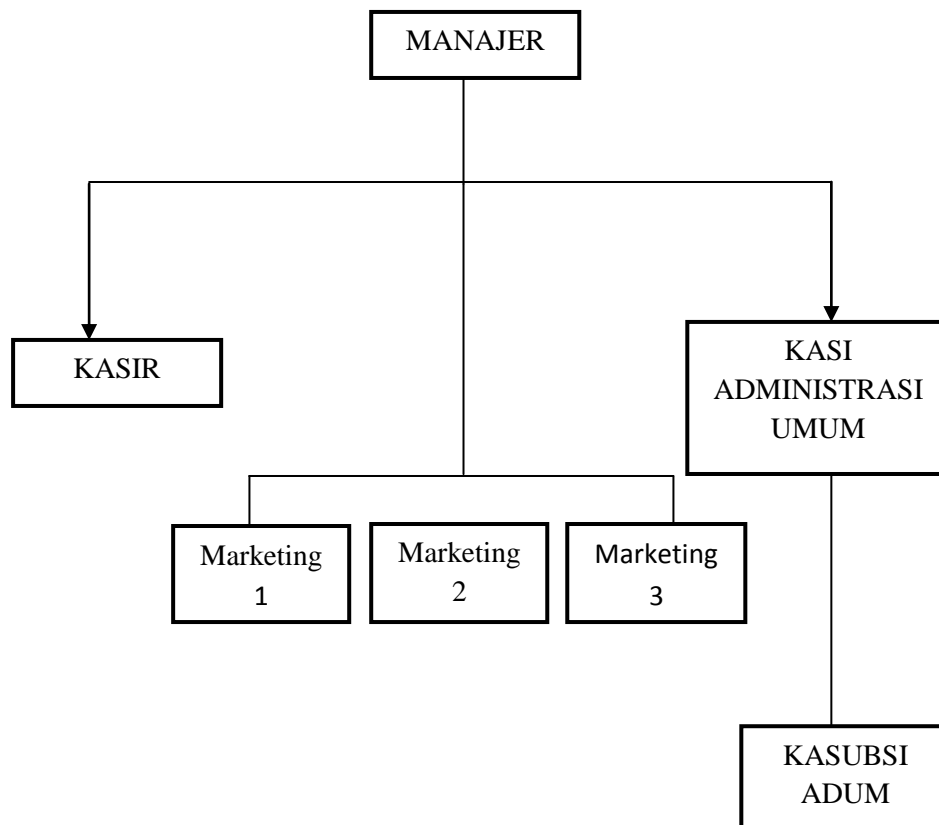 MANAJER
KASIR
KASI
ADMINISTRASI
UMUM
Marketing
1
Marketing
2
Marketing
3
KASUBSI
ADUM